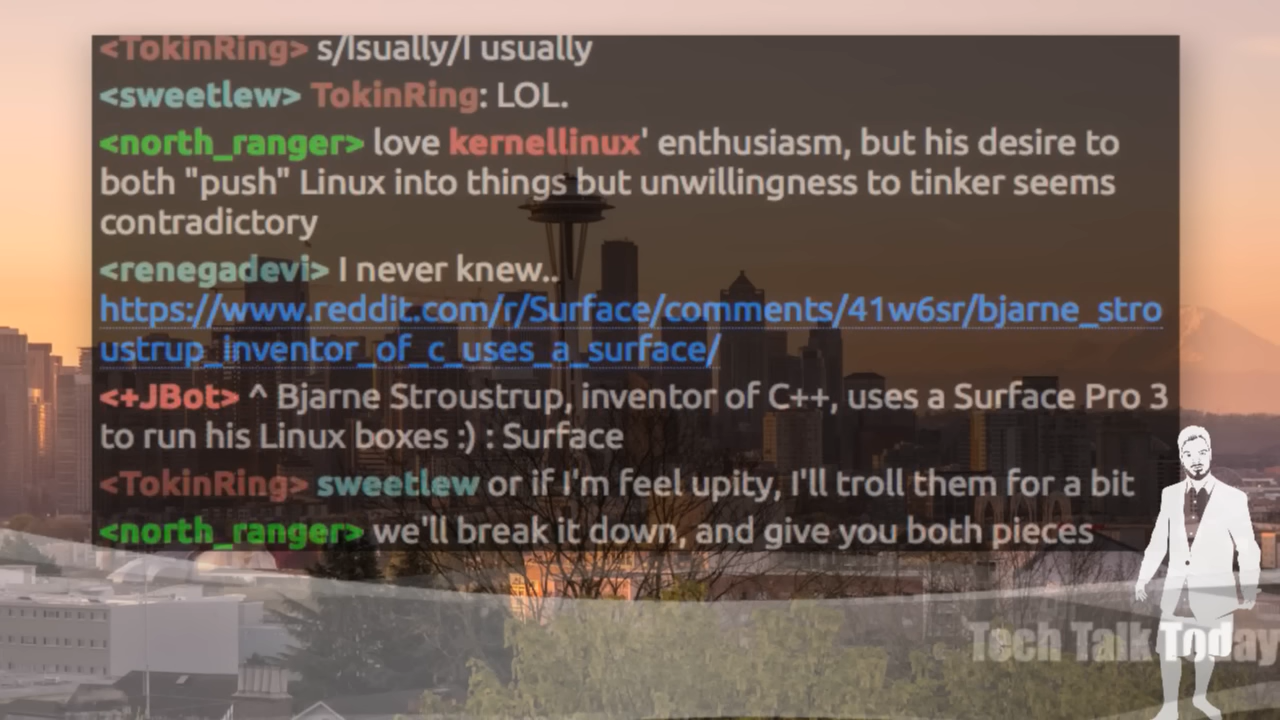 <TokinRing> s/Isually/I usually
<sweetlew> TokinRing: LOL.
<north_ranger> love kernellinux' enthusiasm, but his desire to
both "push" Linux into things but unwillingness to tinker seems
contradictory
<renegadevi> I never knew..
https://www.reddit.com/r/Surface/comments/41w6sr/bjarne_stro
ustrup_inventor_of_c_uses_a_surface/
<+JBot> ^ Bjarne Stroustrup, inventor of C++, uses a Surface Pro 3
to run his Linux boxes :) : Surface
<TokinRing> sweetlew or if I'm feel upity, I'll troll them for a bit
<north_ranger> we'll break it down, and give you both pieces
Tech Talk Today